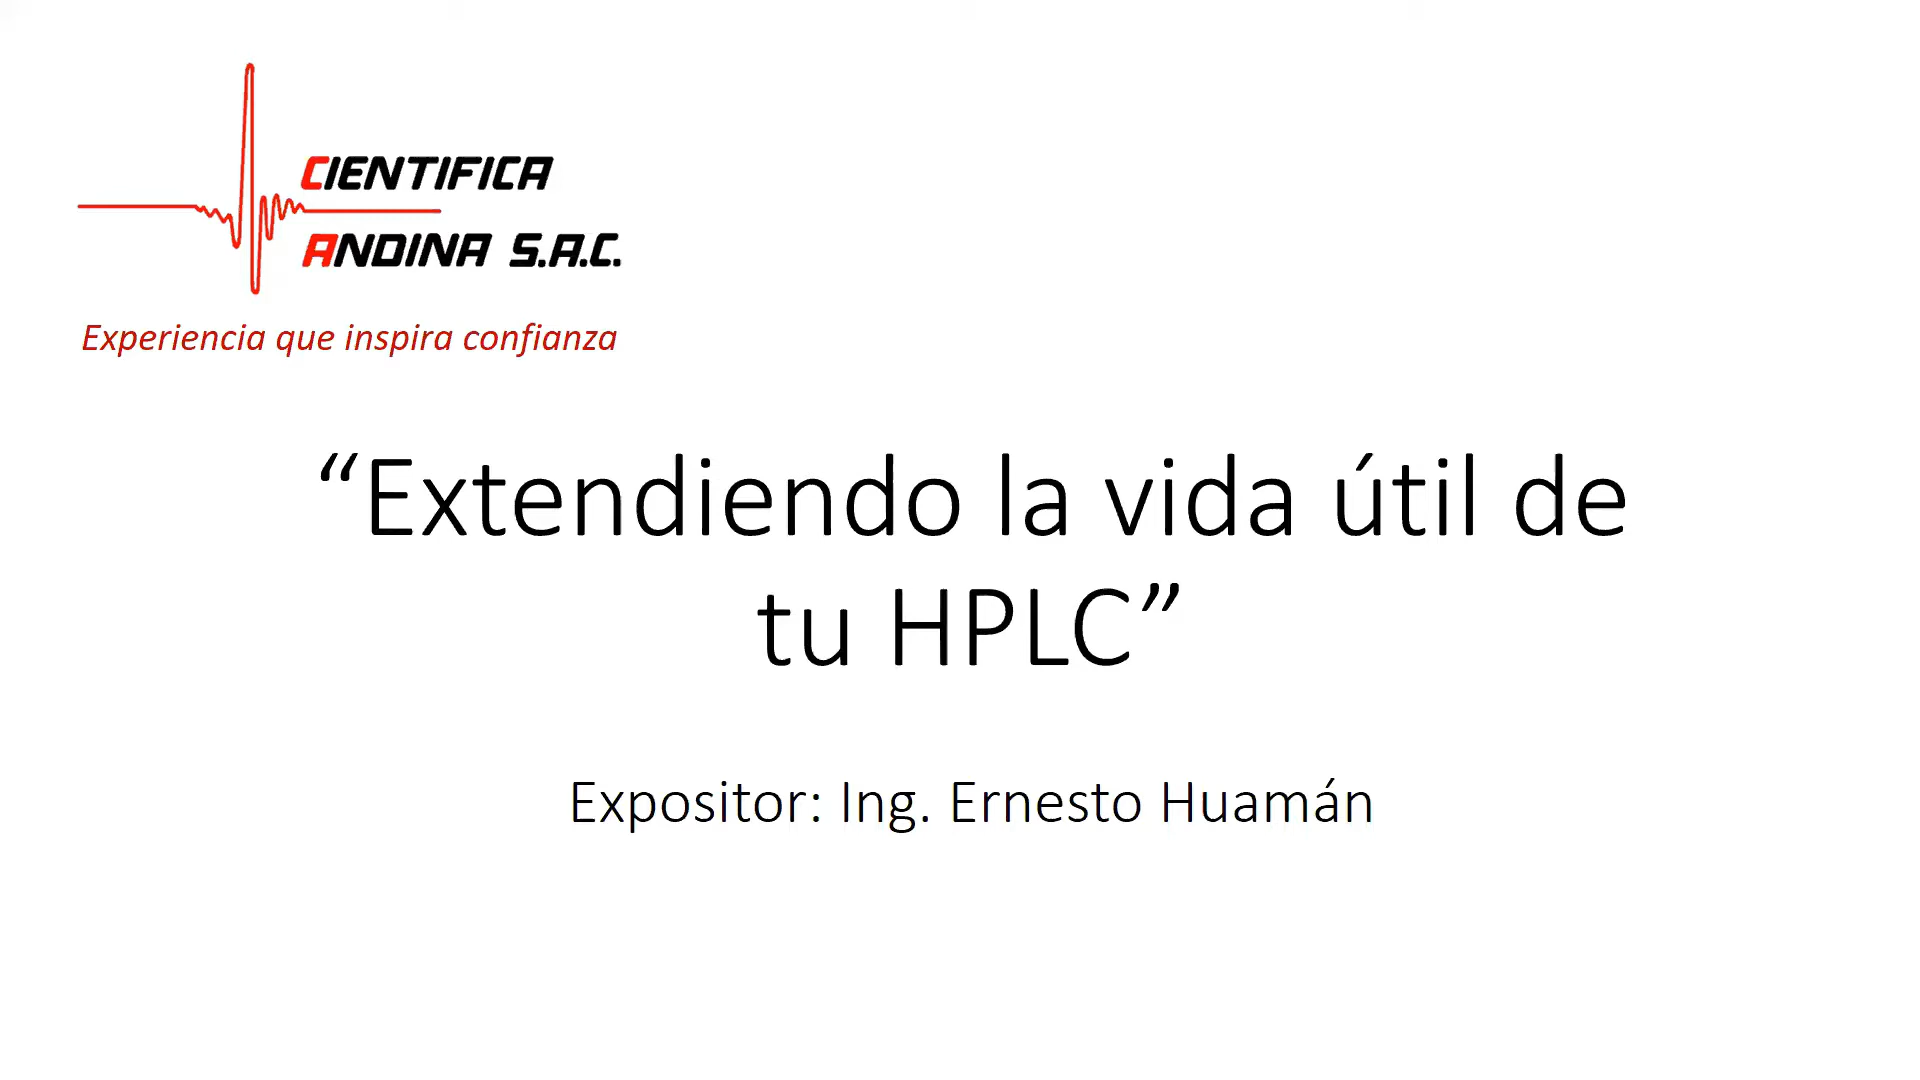 CIENTIFICA
ANDINA S.A.C.
Experiencia que inspira confianza
“Extendiendo la vida útil de
tu HPLC”
Expositor: Ing. Ernesto Huamán